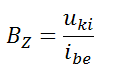 B_Z = u_ki / i_be